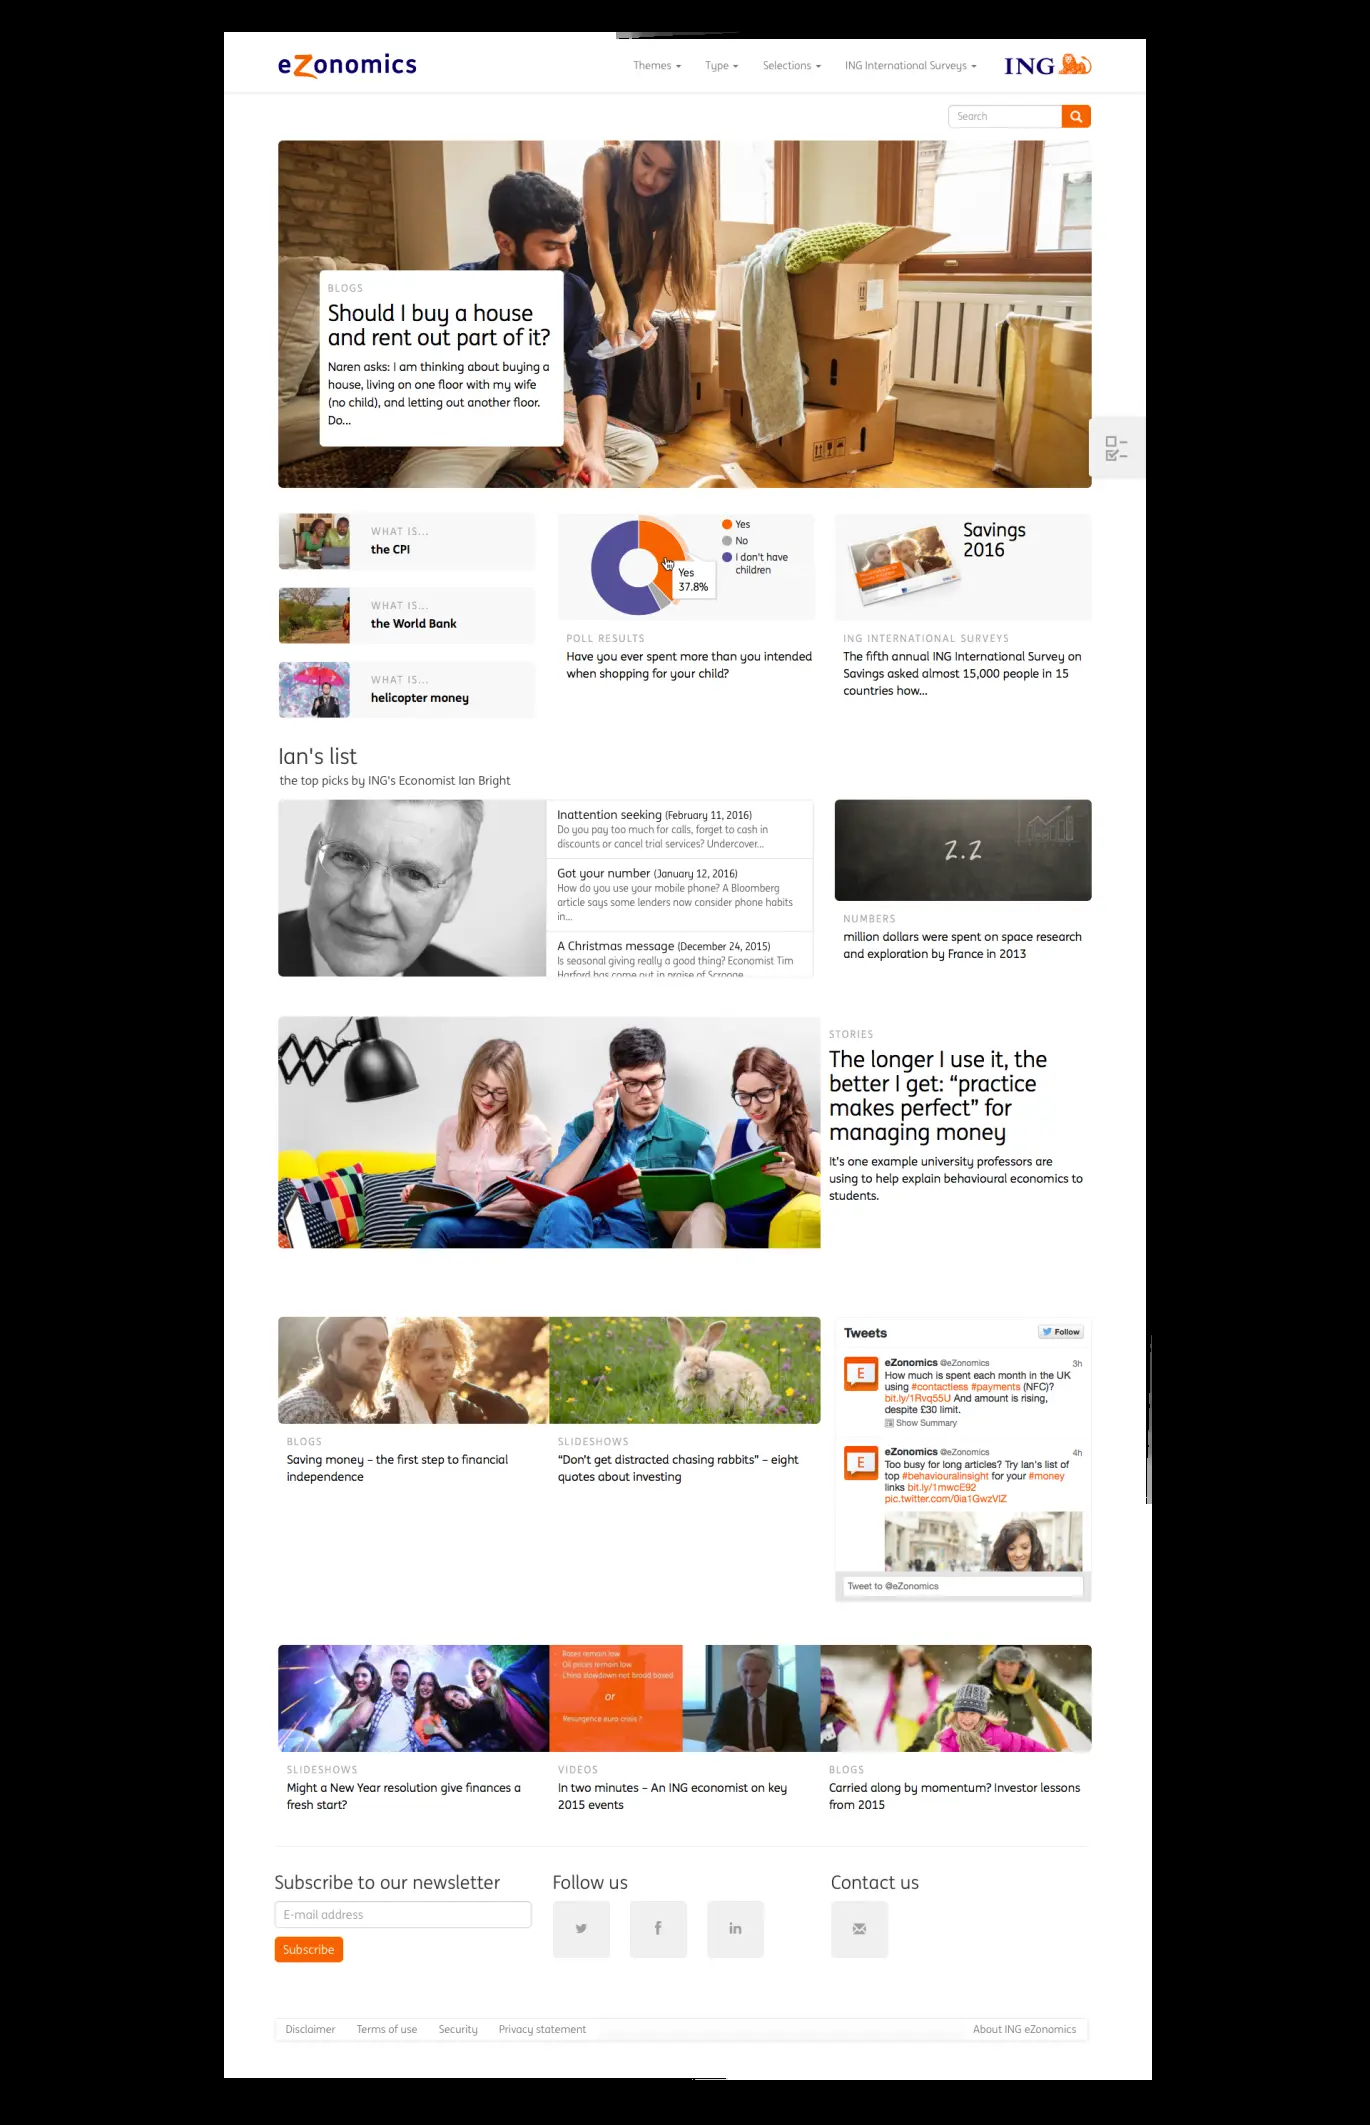 eZonomics
Themes
Type
Selections
ING International Surveys
ING
Search
BLOGS
Should I buy a house
and rent out part of it?
Naren asks: I am thinking about buying a
house, living on one floor with my wife
(no child), and letting out another floor.
Do...
WHAT IS...
the CPI
WHAT IS...
the World Bank
WHAT IS...
helicopter money
Yes
No
I don't have
children
Yes
37.8%
POLL RESULTS
Have you ever spent more than you intended
when shopping for your child?
Savings
2016
ING INTERNATIONAL SURVEYS
The fifth annual ING International Survey on
Savings asked almost 15,000 people in 15
countries how...
Ian's list
the top picks by ING's Economist Ian Bright
Inattention seeking (February 11, 2016)
Do you pay too much for calls, forget to cash in
discounts or cancel trial services? Undercover...
Got your number (January 12, 2016)
How do you use your mobile phone? A Bloomberg
article says some lenders now consider phone habits
in...
A Christmas message (December 24, 2015)
Is seasonal giving really a good thing? Economist Tim
Harford has come out in praise of Scrooge
2.2
NUMBERS
million dollars were spent on space research
and exploration by France in 2013
STORIES
The longer I use it, the
better I get: “practice
makes perfect” for
managing money
It's one example university professors are
using to help explain behavioural economics to
students.
BLOGS
Saving money – the first step to financial
independence
SLIDESHOWS
“Don't get distracted chasing rabbits” – eight
quotes about investing
Tweets
Follow
eZonomics @eZonomics 3h
How much is spent each month in the UK
using #contactless #payments (NFC)?
bit.ly/1Rvq55U And amount is rising,
despite £30 limit.
Show Summary
eZonomics @eZonomics 4h
Too busy for long articles? Try Ian's list of
top #behaviouralinsight for your #money
links bit.ly/1mwcE92
pic.twitter.com/0ia1GwzVIZ
Tweet to @eZonomics
SLIDESHOWS
Might a New Year resolution give finances a
fresh start?
Rates remain low
Oil prices remain low
China slowdown not broad based
or
Resurgence euro crisis ?
VIDEOS
In two minutes – An ING economist on key
2015 events
BLOGS
Carried along by momentum? Investor lessons
from 2015
Subscribe to our newsletter
E-mail address
Subscribe
Follow us
Contact us
Disclaimer
Terms of use
Security
Privacy statement
About ING eZonomics